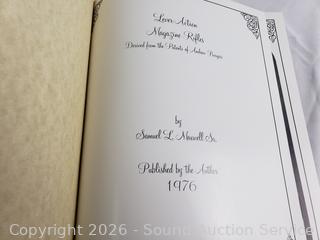 Lever Action
Magazine Rifles
Derived from the Patents of Andrew Burgess
by
Samuel L. Maxwell Sr.
Published by the Author
1976
Copyright 2026 - Sound Auction Service